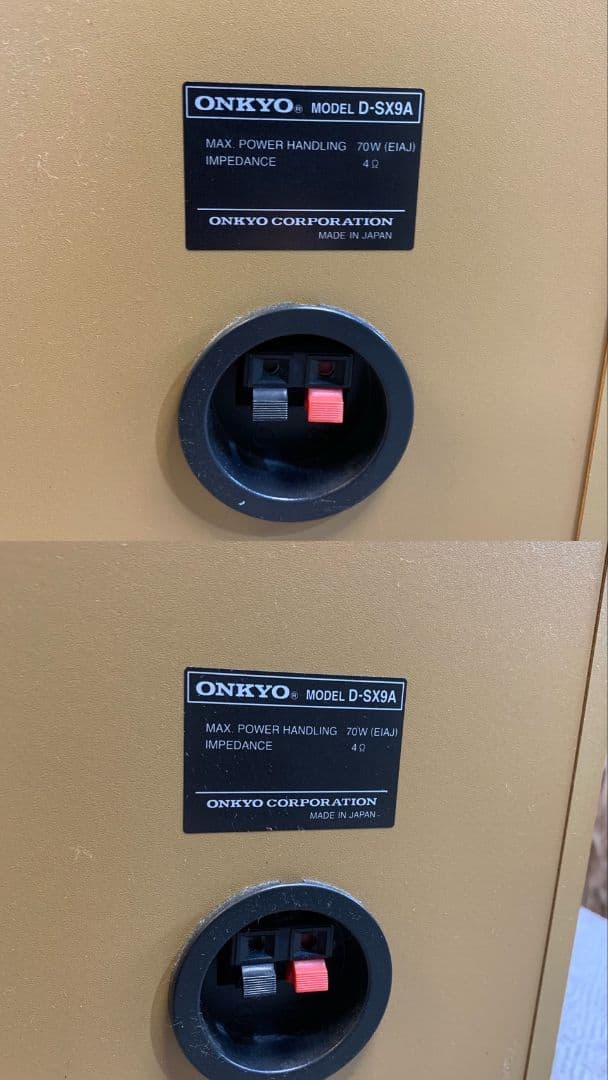 ONKYO® MODEL D-SX9A
MAX. POWER HANDLING 70W (EIAJ)
IMPEDANCE 4Ω
ONKYO CORPORATION
MADE IN JAPAN
ONKYO® MODEL D-SX9A
MAX. POWER HANDLING 70W (EIAJ)
IMPEDANCE 4Ω
ONKYO CORPORATION
MADE IN JAPAN